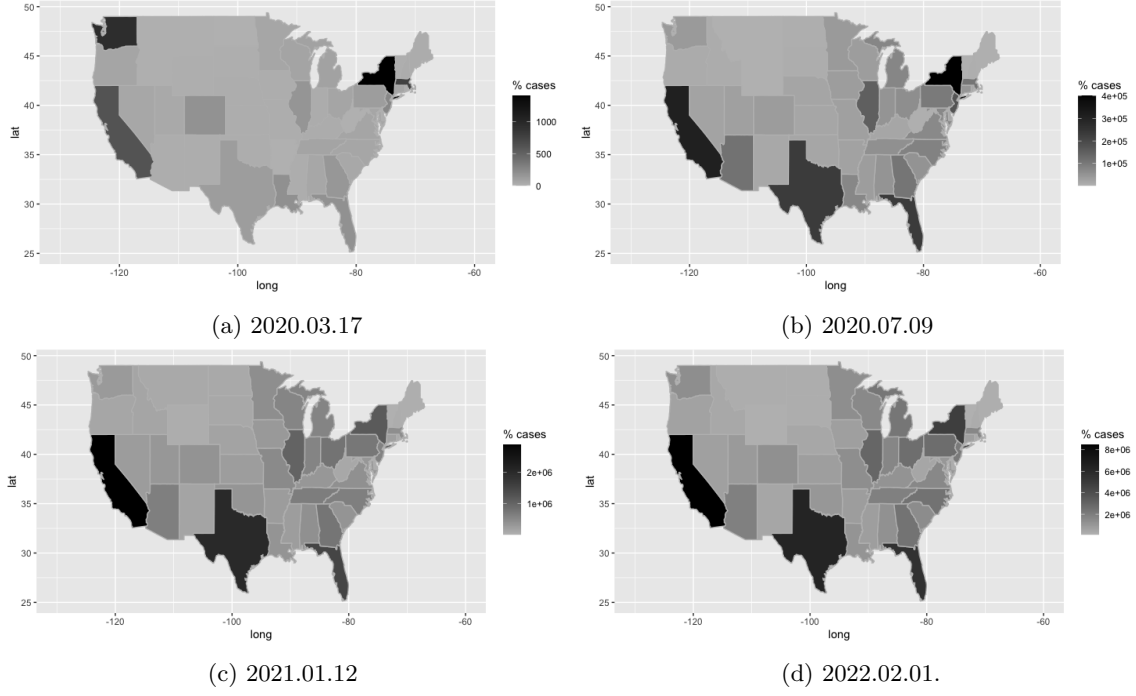 50
45
40
35
30
25
lat
-120
-100
-80
-60
long
% cases
1000
500
0
(a) 2020.03.17
50
45
40
35
30
25
lat
-120
-100
-80
-60
long
% cases
4e+05
3e+05
2e+05
1e+05
(b) 2020.07.09
50
45
40
35
30
25
lat
-120
-100
-80
-60
long
% cases
2e+06
1e+06
(c) 2021.01.12
50
45
40
35
30
25
lat
-120
-100
-80
-60
long
% cases
8e+06
6e+06
4e+06
2e+06
(d) 2022.02.01.